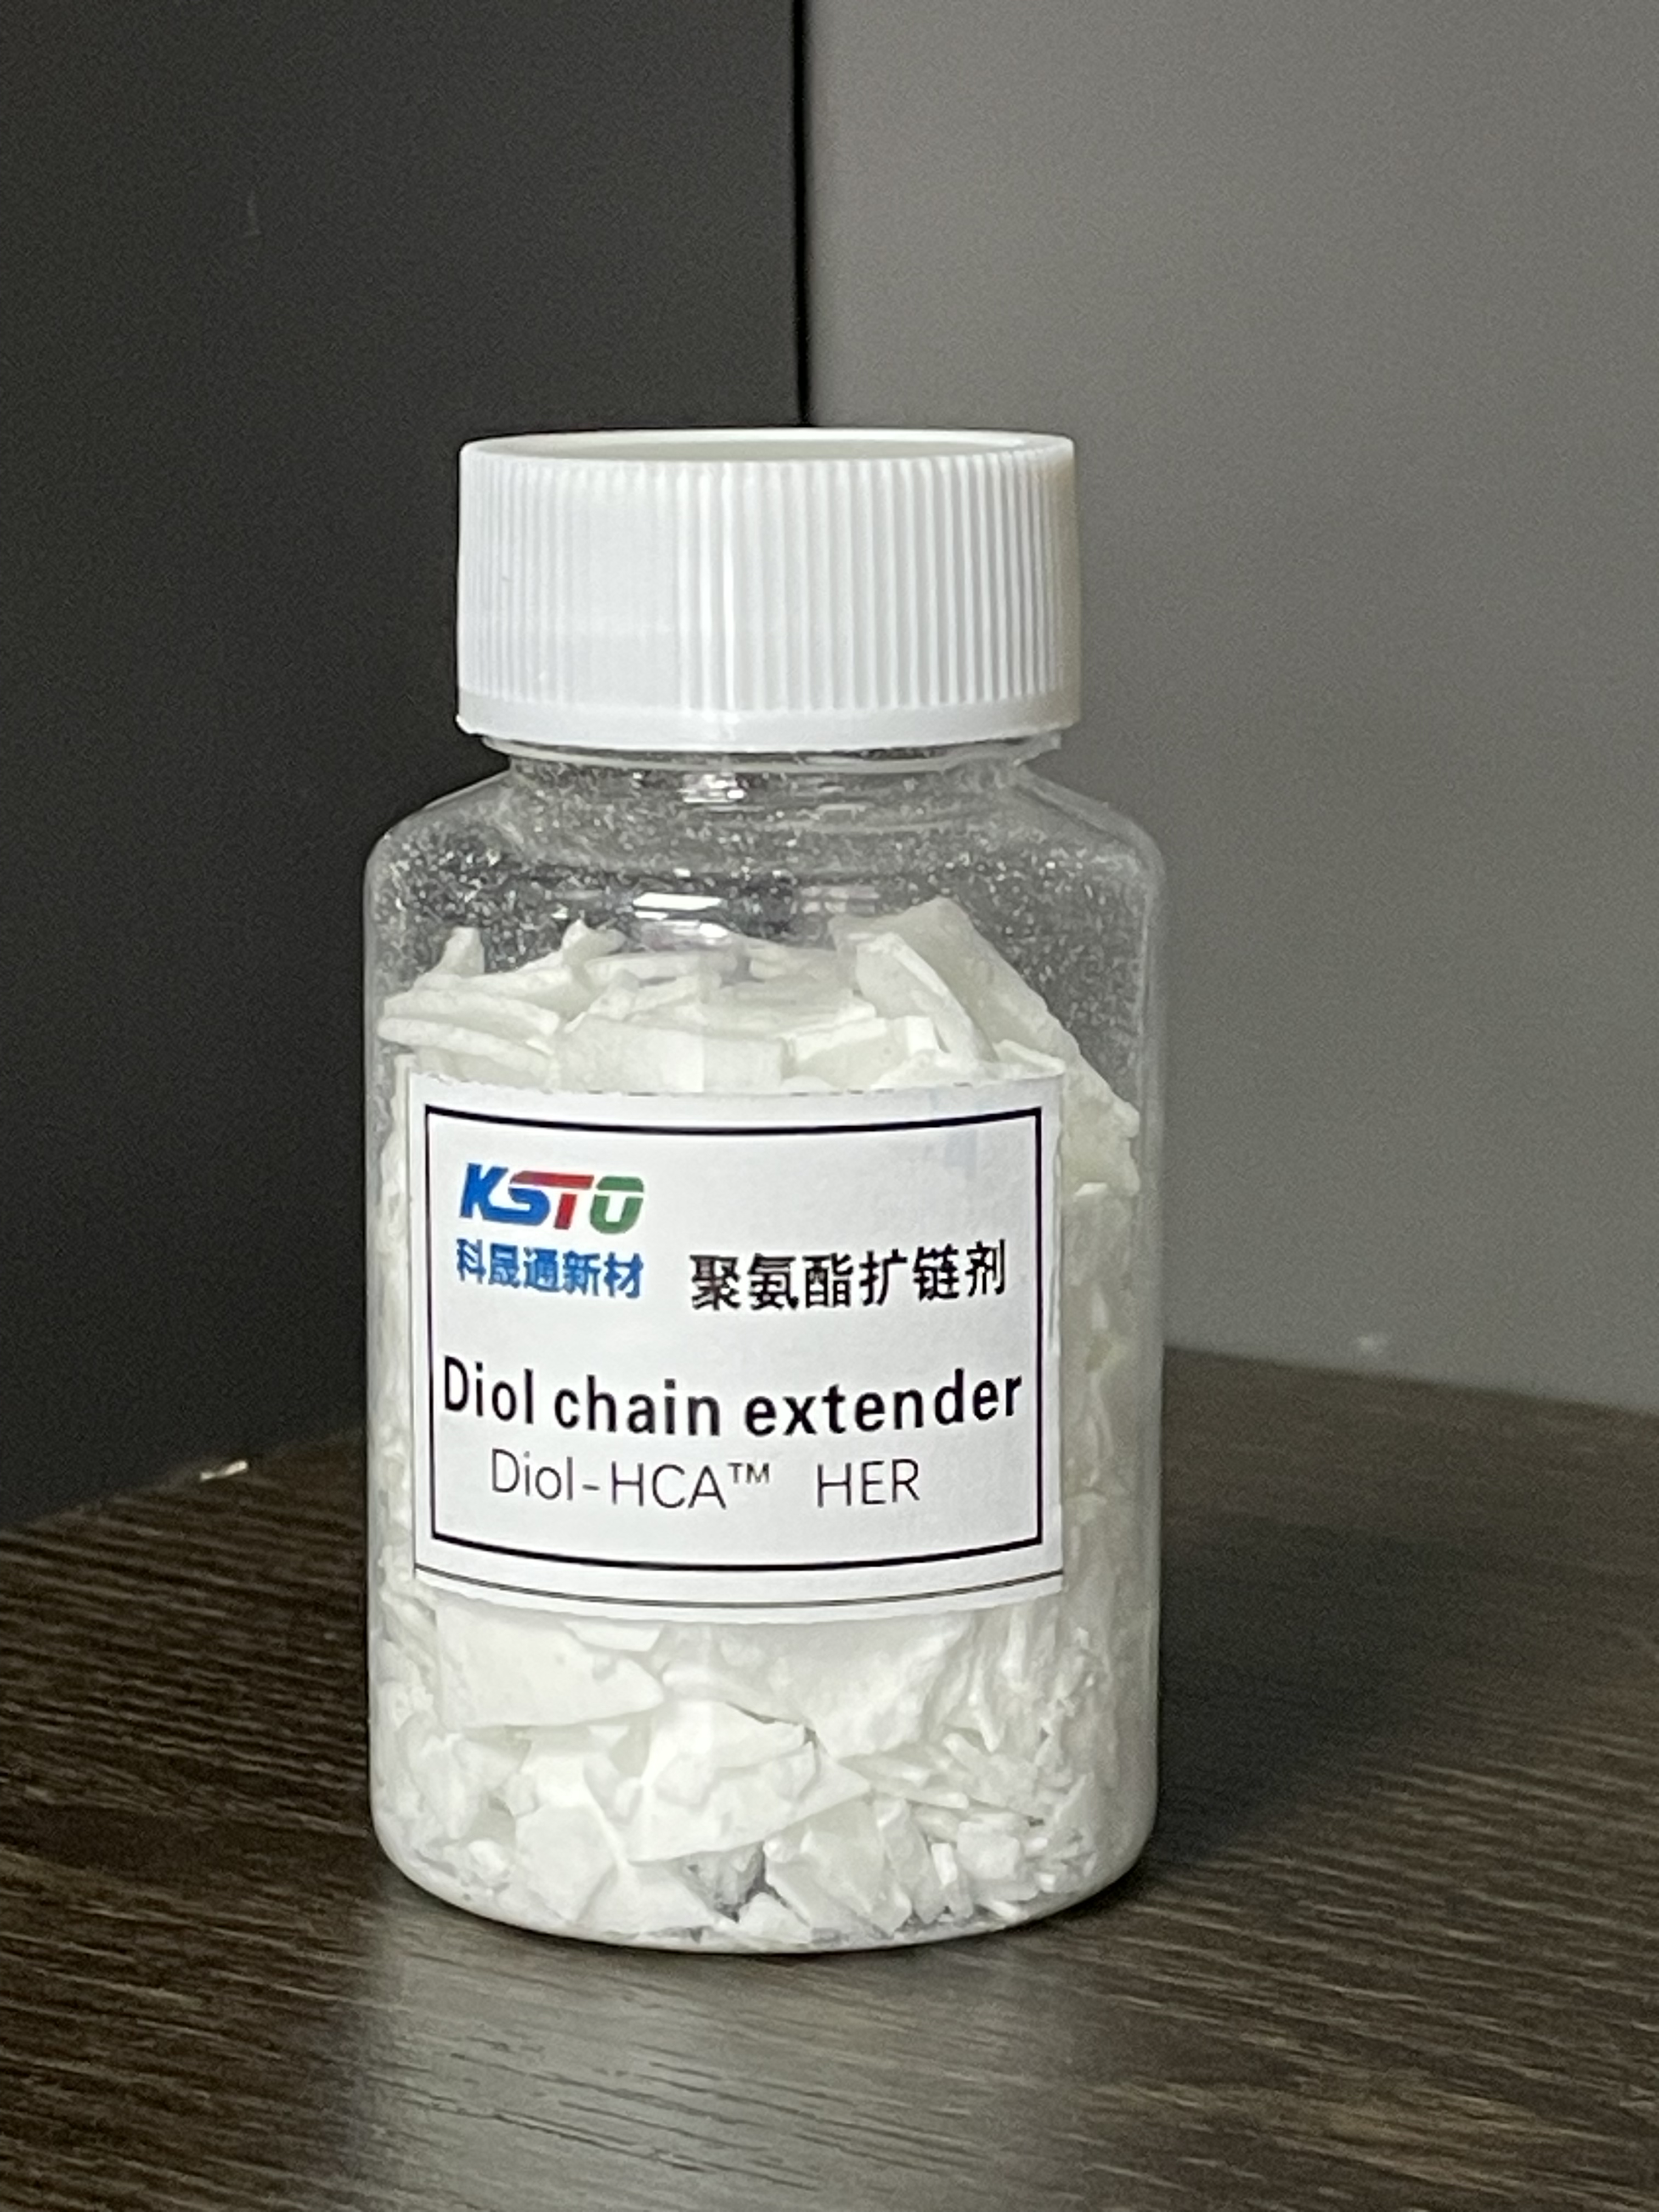 KSTO
科晟通新材 聚氨酯扩链剂
Diol chain extender
Diol-HCA™ HER